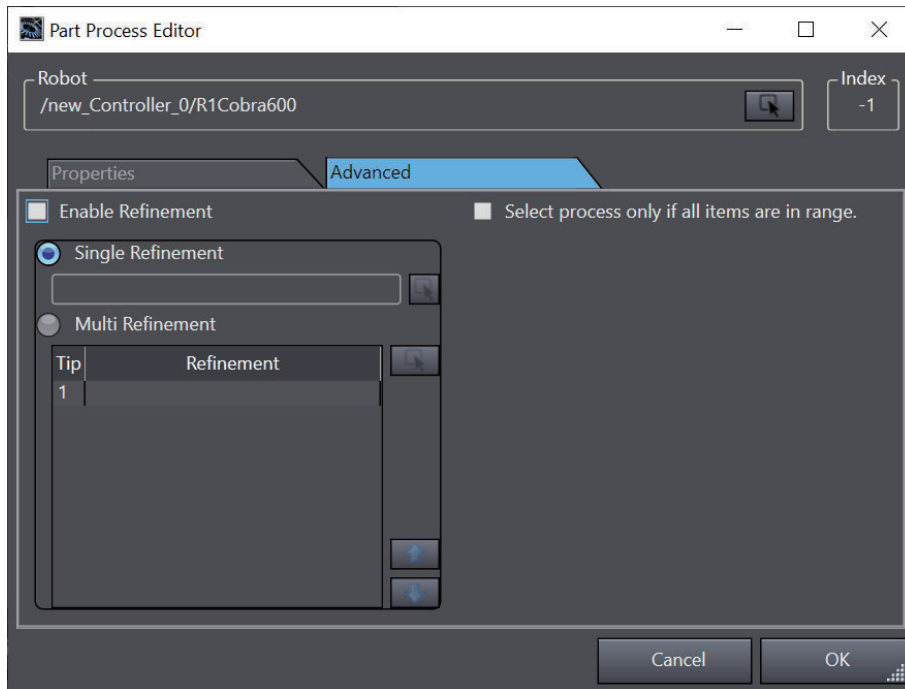 Part Process Editor
Robot
Index
/new_Controller_0/R1Cobra600
-1
Properties
Advanced
Enable Refinement
Select process only if all items are in range.
Single Refinement
Multi Refinement
Tip
Refinement
1
Cancel
OK